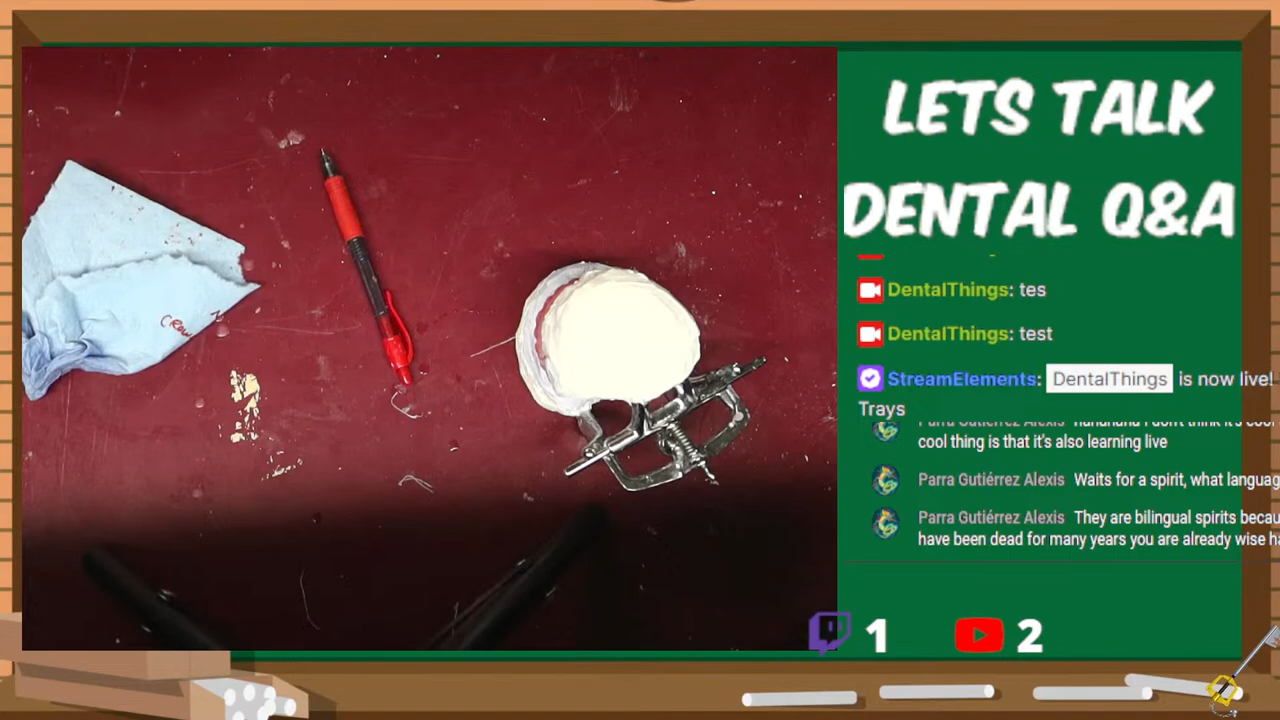 LETS TALK
DENTAL Q&A
DentalThings: tes
DentalThings: test
StreamElements: DentalThings is now live!
Trays
cool thing is that it's also learning live
Parra Gutiérrez Alexis Waits for a spirit, what languag
Parra Gutiérrez Alexis They are bilingual spirits becau
have been dead for many years you are already wise ha
1
2